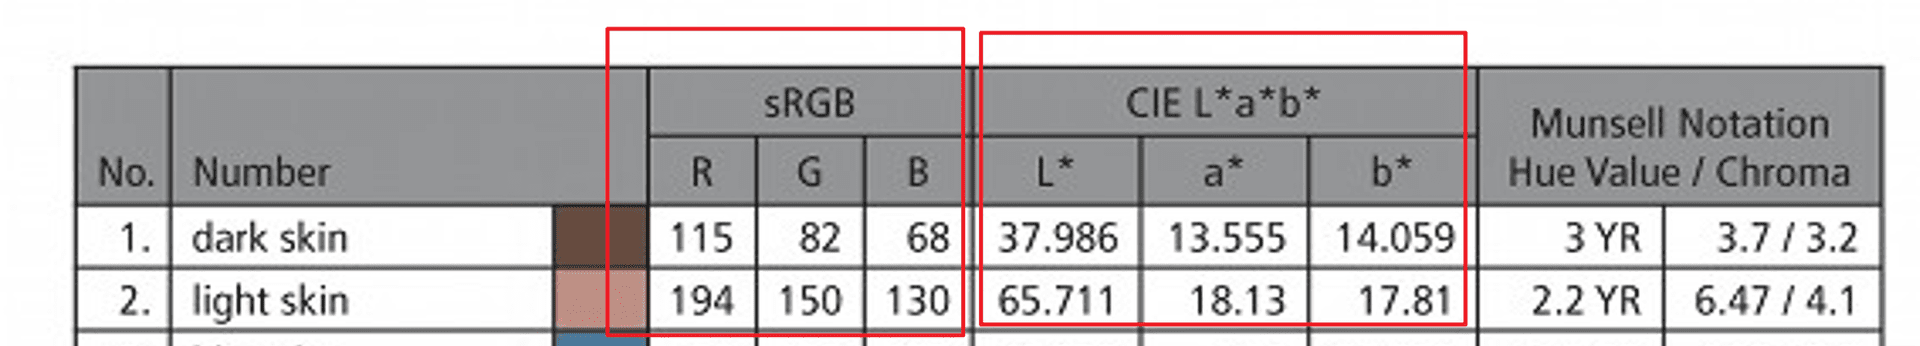 sRGB CIE L*a*b* Munsell Notation
No. Number R G B L* a* b* Hue Value / Chroma
1. dark skin 115 82 68 37.986 13.555 14.059 3 YR 3.7 / 3.2
2. light skin 194 150 130 65.711 18.13 17.81 2.2 YR 6.47 / 4.1